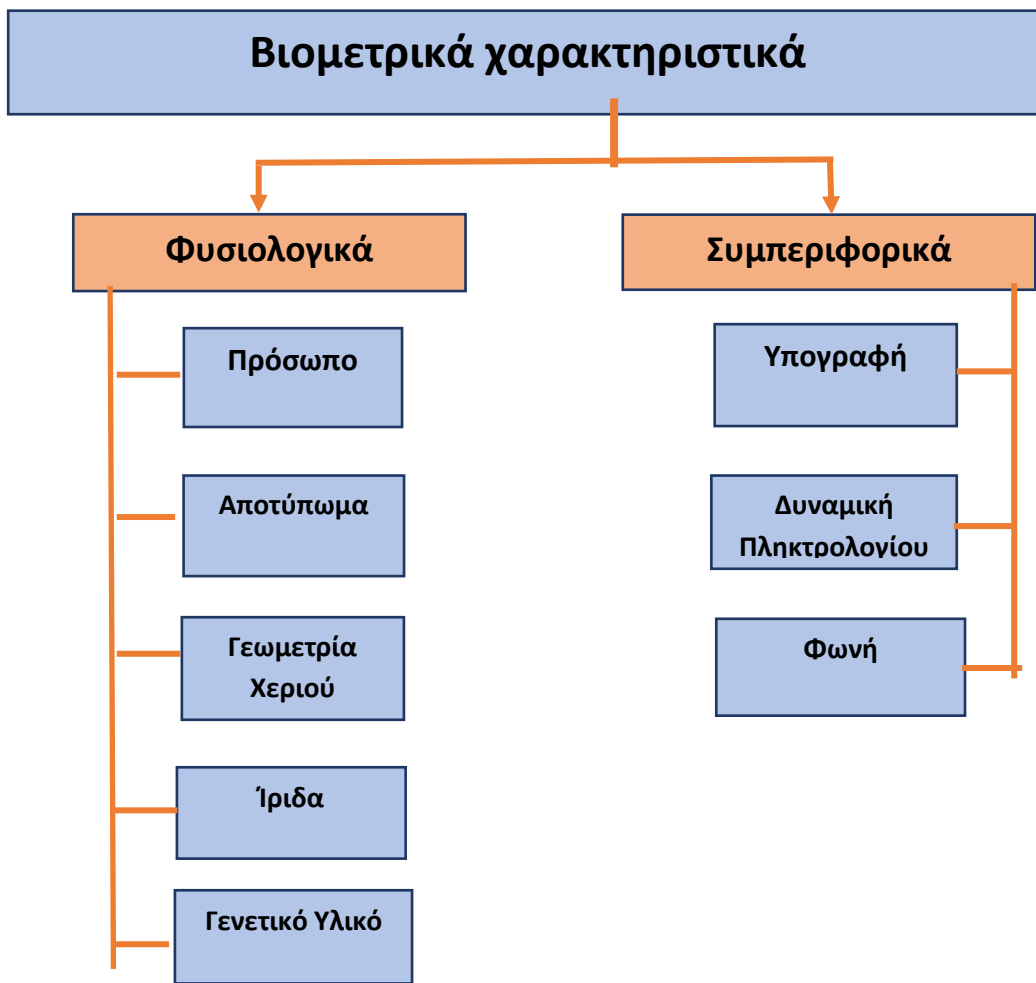 Βιομετρικά χαρακτηριστικά
Φυσιολογικά
Πρόσωπο
Αποτύπωμα
Γεωμετρία
Χεριού
Ίριδα
Γενετικό Υλικό
Συμπεριφορικά
Υπογραφή
Δυναμική
Πληκτρολογίου
Φωνή